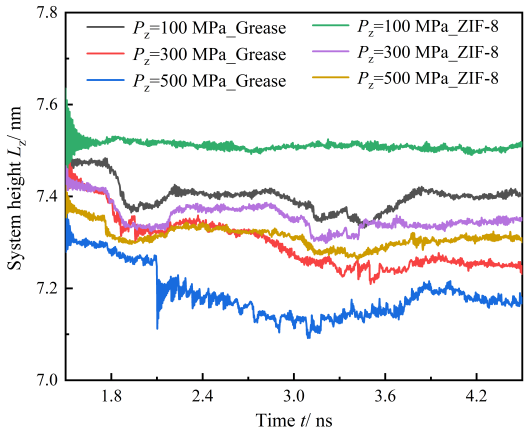 7.8
P_z=100 MPa_Grease P_z=100 MPa_ZIF-8
P_z=300 MPa_Grease P_z=300 MPa_ZIF-8
P_z=500 MPa_Grease P_z=500 MPa_ZIF-8
7.6
7.4
7.2
7.0
System height L_z/ nm
1.8 2.4 3.0 3.6 4.2
Time t/ ns